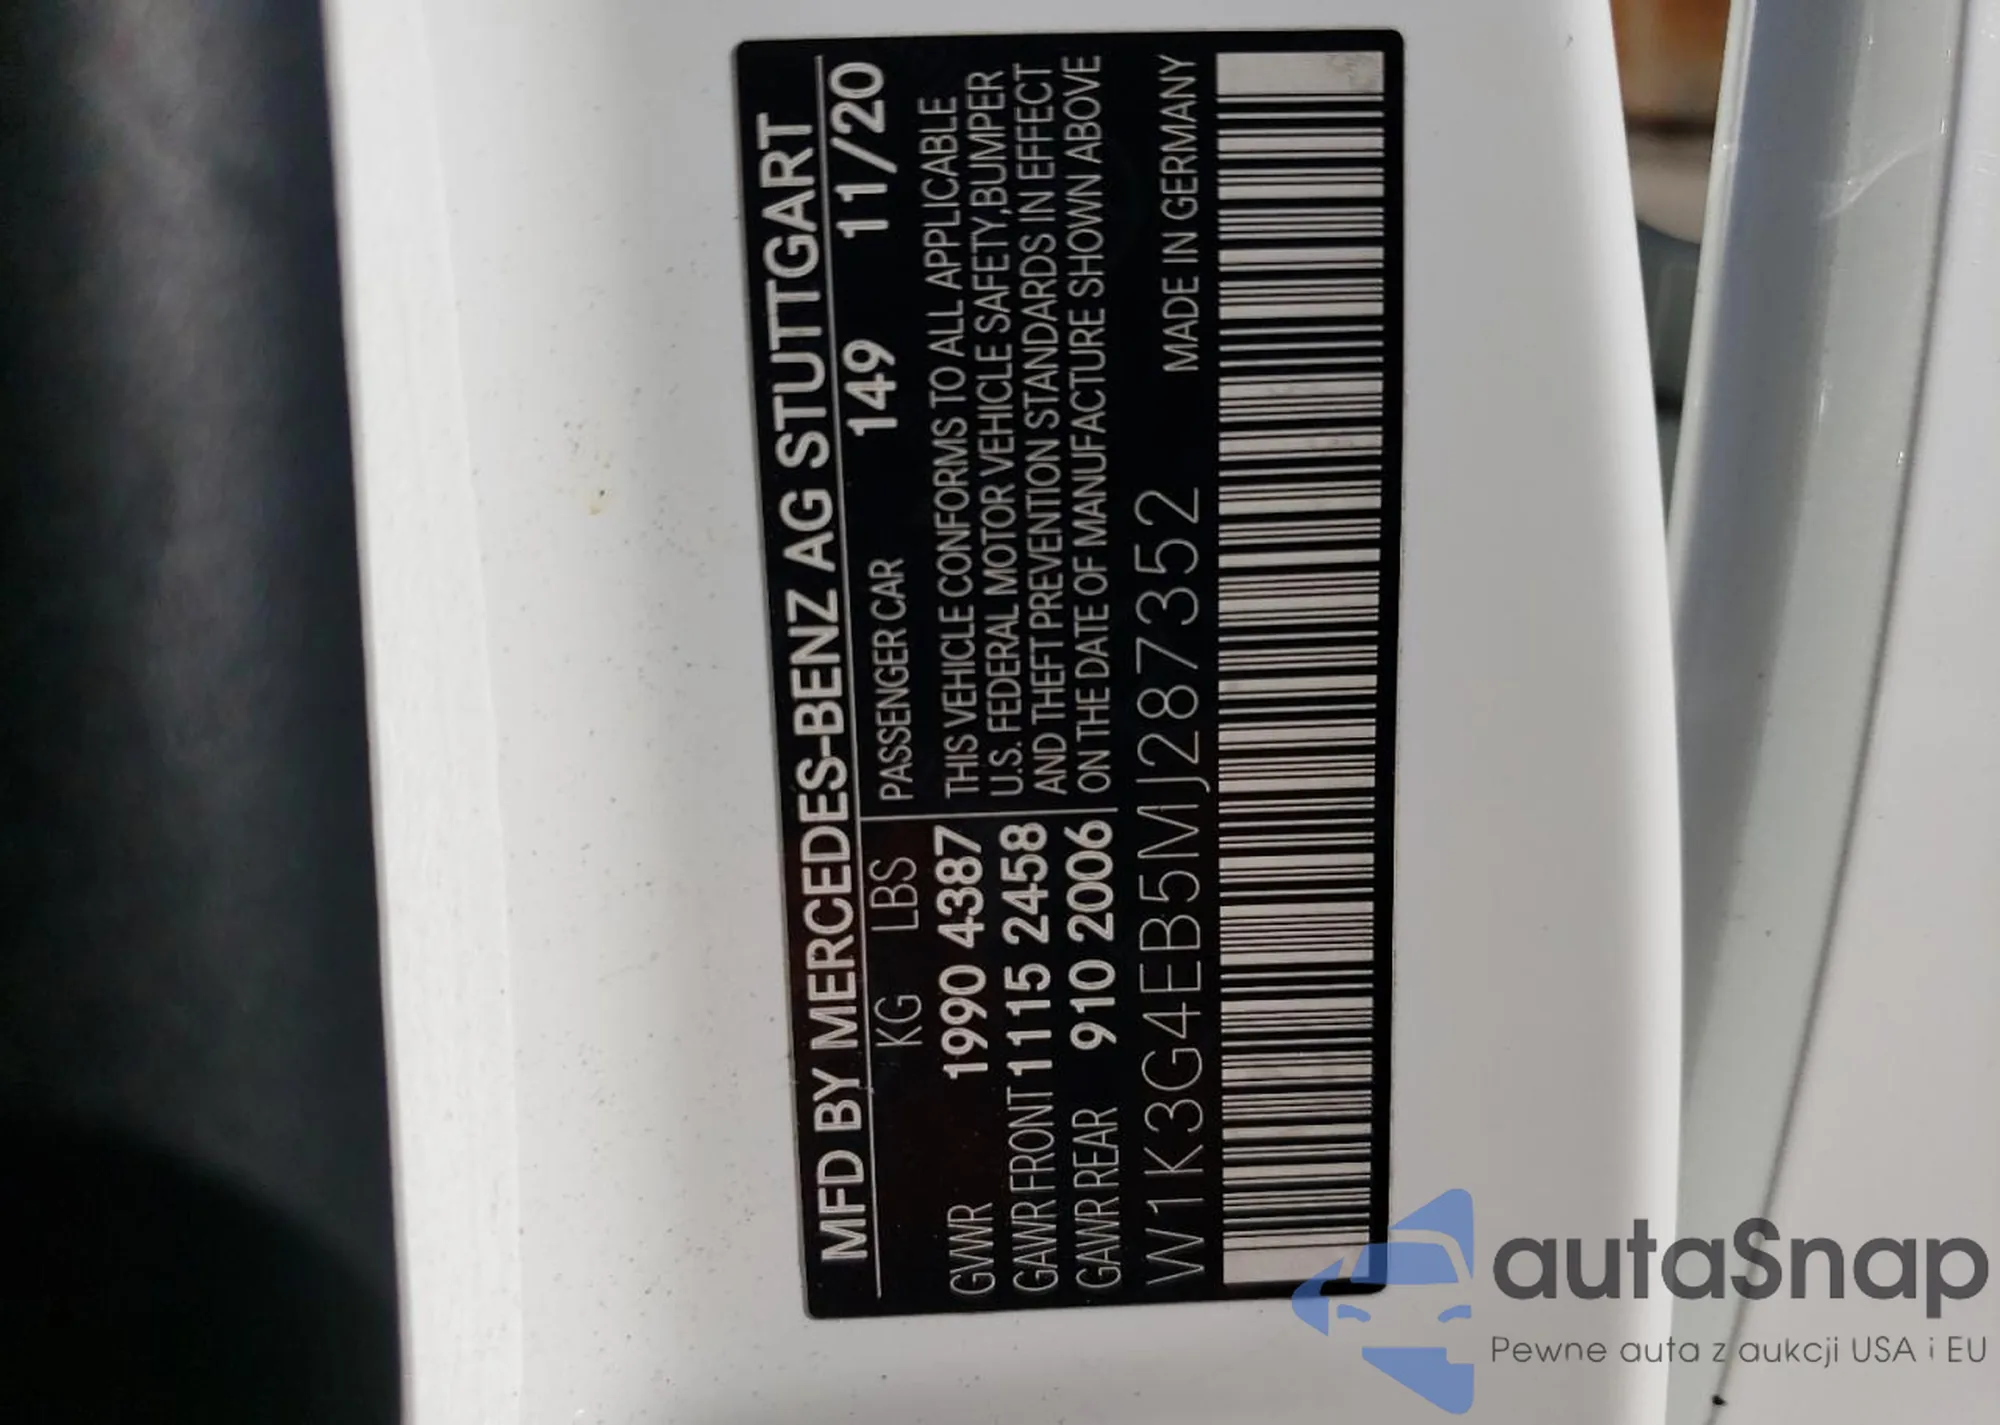 MFD BY MERCEDES-BENZ AG STUTTGART
KG LBS PASSENGER CAR 149 11/20
GVWR 1990 4387 THIS VEHICLE CONFORMS TO ALL APPLICABLE
GAWR FRONT 1115 2458 U.S. FEDERAL MOTOR VEHICLE SAFETY,BUMPER
AND THEFT PREVENTION STANDARDS IN EFFECT
GAWR REAR 910 2006 ON THE DATE OF MANUFACTURE SHOWN ABOVE
W1K3G4EB5MJ287352 MADE IN GERMANY
autaSnap
Pewne auta z aukcji USA i EU